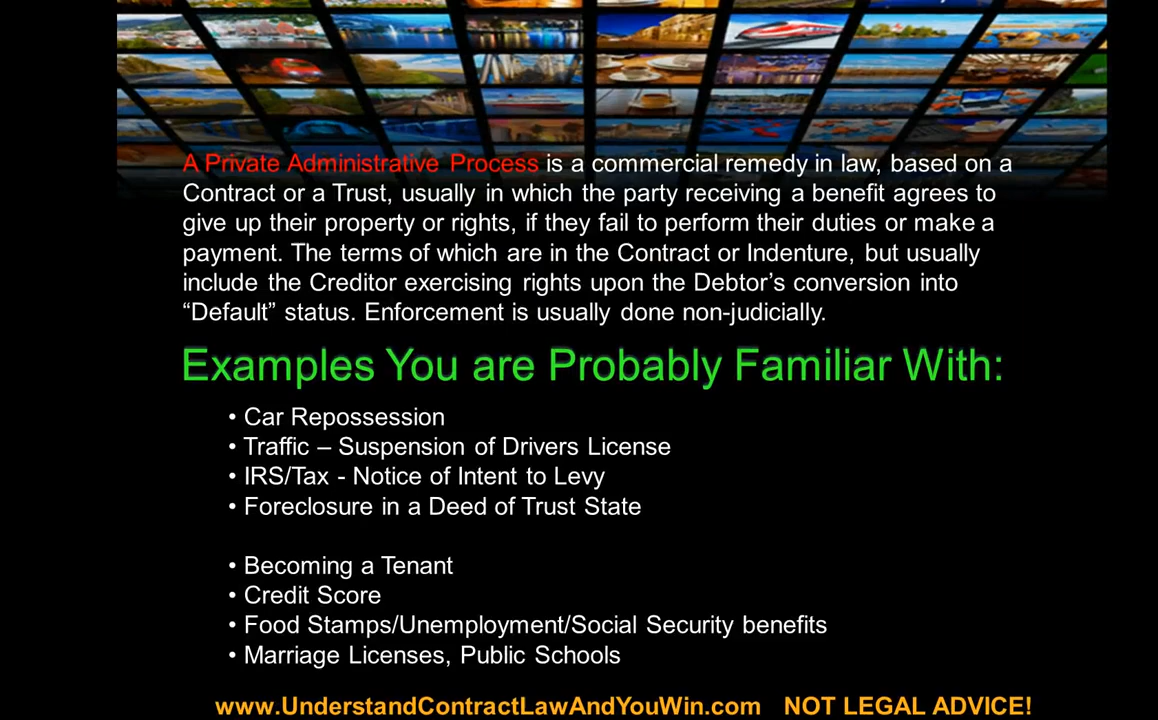 A Private Administrative Process is a commercial remedy in law, based on a
Contract or a Trust, usually in which the party receiving a benefit agrees to
give up their property or rights, if they fail to perform their duties or make a
payment. The terms of which are in the Contract or Indenture, but usually
include the Creditor exercising rights upon the Debtor’s conversion into
“Default” status. Enforcement is usually done non-judicially.
Examples You are Probably Familiar With:
• Car Repossession
• Traffic – Suspension of Drivers License
• IRS/Tax - Notice of Intent to Levy
• Foreclosure in a Deed of Trust State
• Becoming a Tenant
• Credit Score
• Food Stamps/Unemployment/Social Security benefits
• Marriage Licenses, Public Schools
www.UnderstandContractLawAndYouWin.com NOT LEGAL ADVICE!